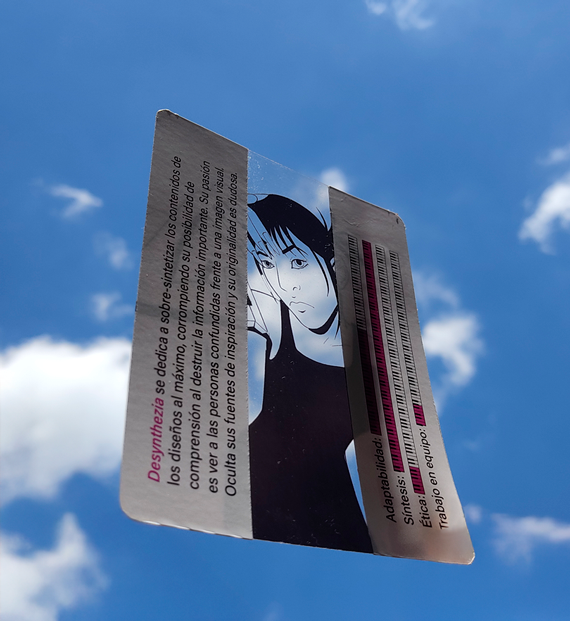 Desynthezia se dedica a sobre-sintetizar los contenidos de
los diseños al máximo, corrompiendo su posibilidad de
comprensión al destruir la información importante. Su pasión
es ver a las personas confundidas frente a una imagen visual.
Oculta sus fuentes de inspiración y su originalidad es dudosa.
Adaptabilidad:
Síntesis:
Ética:
Trabajo en equipo: